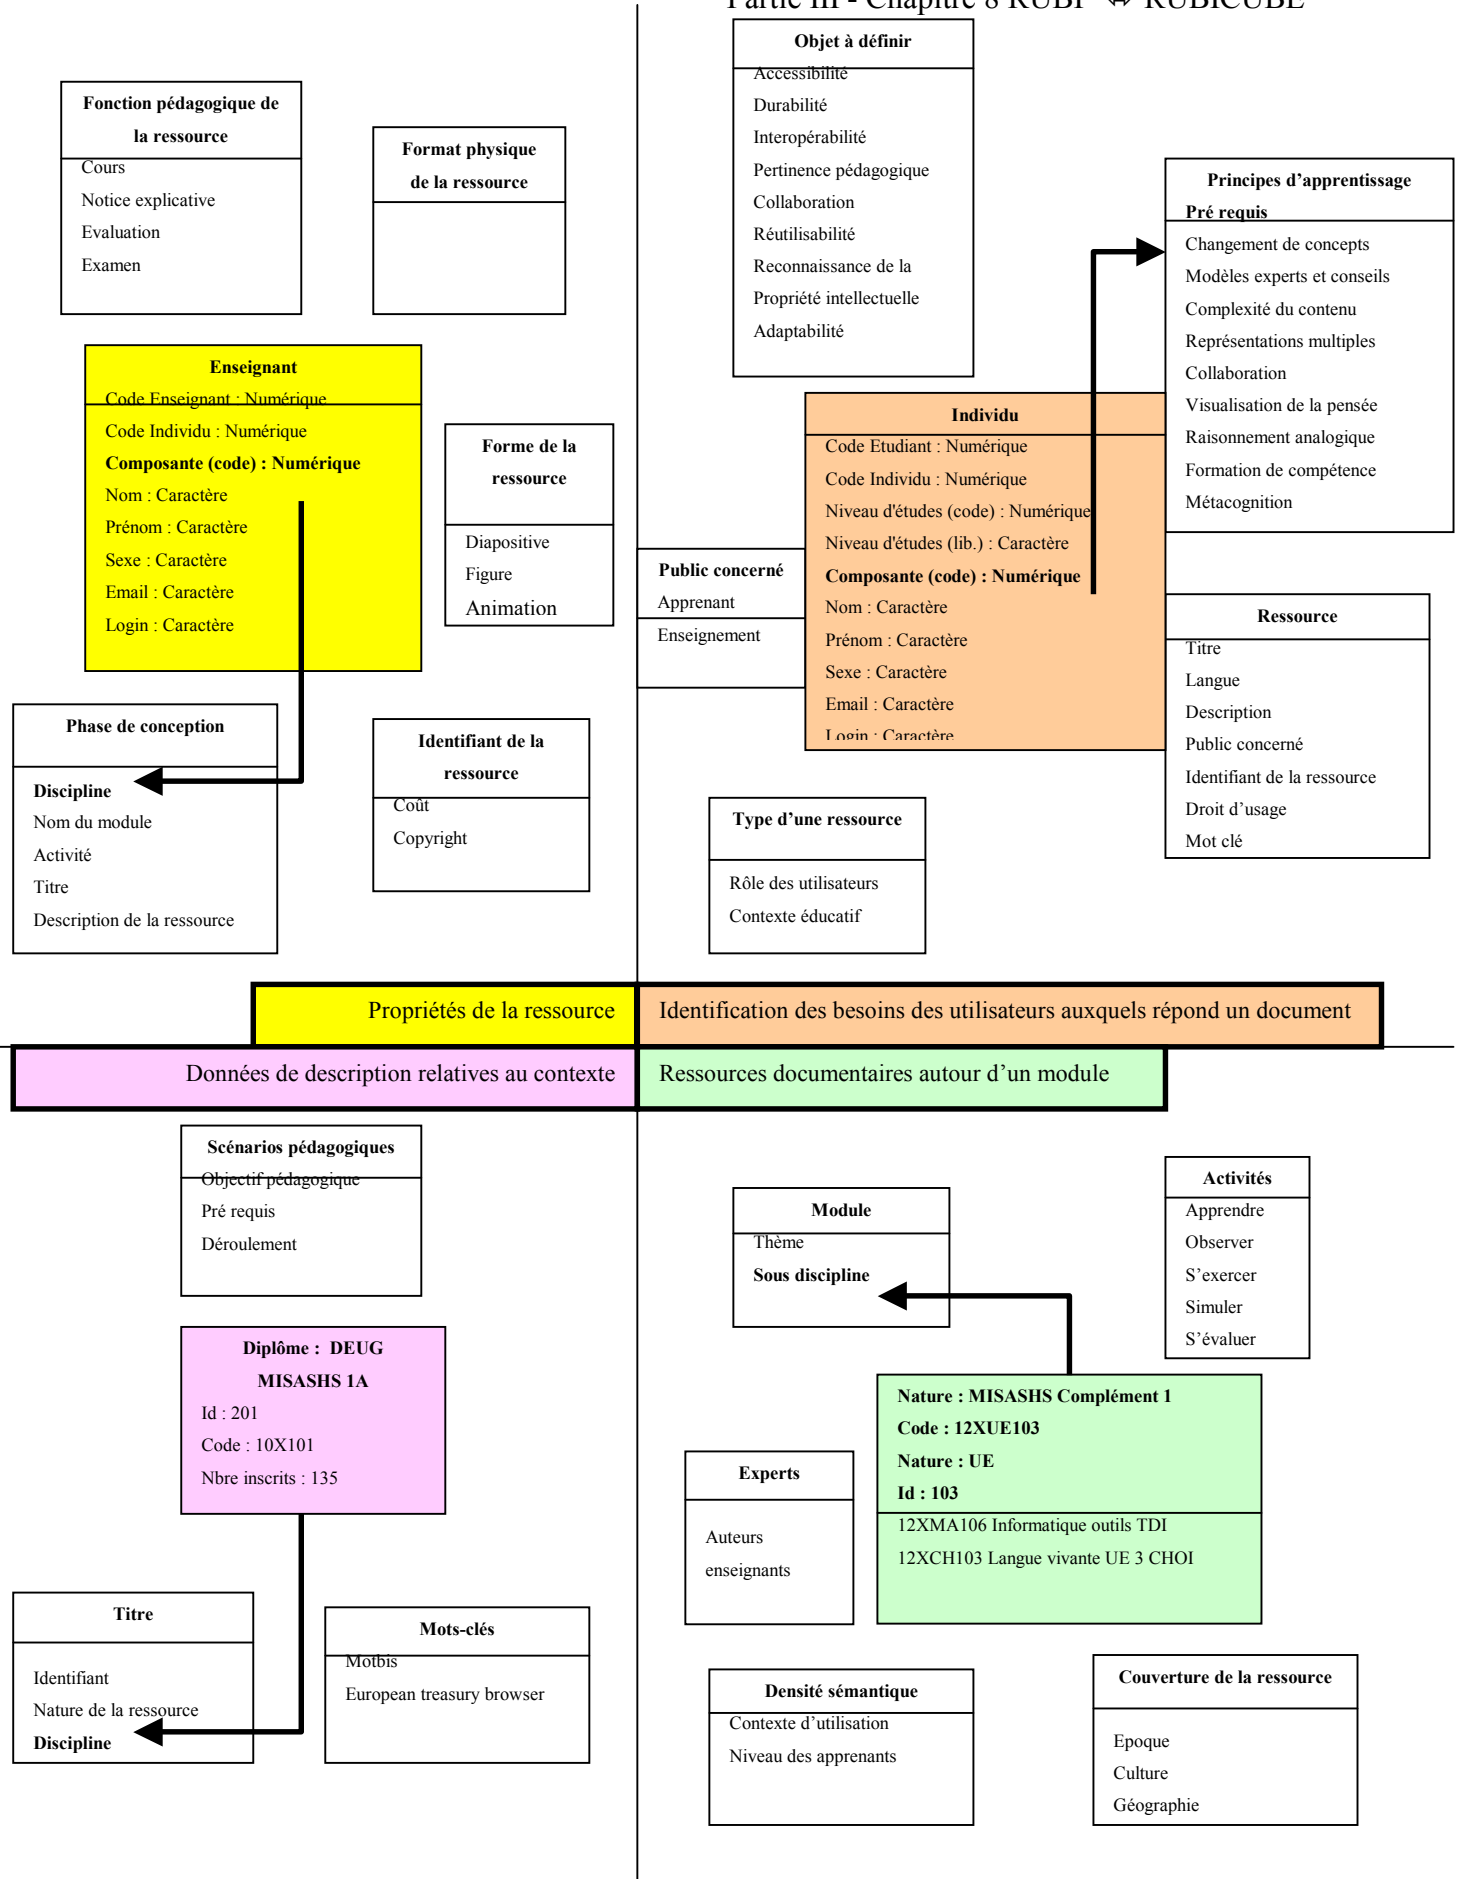 Partie III - Chapitre 8 RUBI ⇔ RUBICUBE
Fonction pédagogique de
la ressource
Cours
Notice explicative
Evaluation
Examen
Format physique
de la ressource
Enseignant
Code Enseignant : Numérique
Code Individu : Numérique
Composante (code) : Numérique
Nom : Caractère
Prénom : Caractère
Sexe : Caractère
Email : Caractère
Login : Caractère
Forme de la
ressource
Diapositive
Figure
Animation
Phase de conception
Discipline
Nom du module
Activité
Titre
Description de la ressource
Identifiant de la
ressource
Coût
Copyright
Objet à définir
Accessibilité
Durabilité
Interopérabilité
Pertinence pédagogique
Collaboration
Réutilisabilité
Reconnaissance de la
Propriété intellectuelle
Adaptabilité
Principes d’apprentissage
Pré requis
Changement de concepts
Modèles experts et conseils
Complexité du contenu
Représentations multiples
Collaboration
Visualisation de la pensée
Raisonnement analogique
Formation de compétence
Métacognition
Individu
Code Etudiant : Numérique
Code Individu : Numérique
Niveau d'études (code) : Numérique
Niveau d'études (lib.) : Caractère
Composante (code) : Numérique
Nom : Caractère
Prénom : Caractère
Sexe : Caractère
Email : Caractère
Login : Caractère
Public concerné
Apprenant
Enseignement
Ressource
Titre
Langue
Description
Public concerné
Identifiant de la ressource
Droit d’usage
Mot clé
Type d’une ressource
Rôle des utilisateurs
Contexte éducatif
Propriétés de la ressource
Identification des besoins des utilisateurs auxquels répond un document
Données de description relatives au contexte
Ressources documentaires autour d’un module
Scénarios pédagogiques
Objectif pédagogique
Pré requis
Déroulement
Diplôme : DEUG
MISASHS 1A
Id : 201
Code : 10X101
Nbre inscrits : 135
Titre
Identifiant
Nature de la ressource
Discipline
Mots-clés
Motbis
European treasury browser
Module
Thème
Sous discipline
Activités
Apprendre
Observer
S’exercer
Simuler
S’évaluer
Nature : MISASHS Complément 1
Code : 12XUE103
Nature : UE
Id : 103
12XMA106 Informatique outils TDI
12XCH103 Langue vivante UE 3 CHOI
Experts
Auteurs
enseignants
Densité sémantique
Contexte d’utilisation
Niveau des apprenants
Couverture de la ressource
Epoque
Culture
Géographie